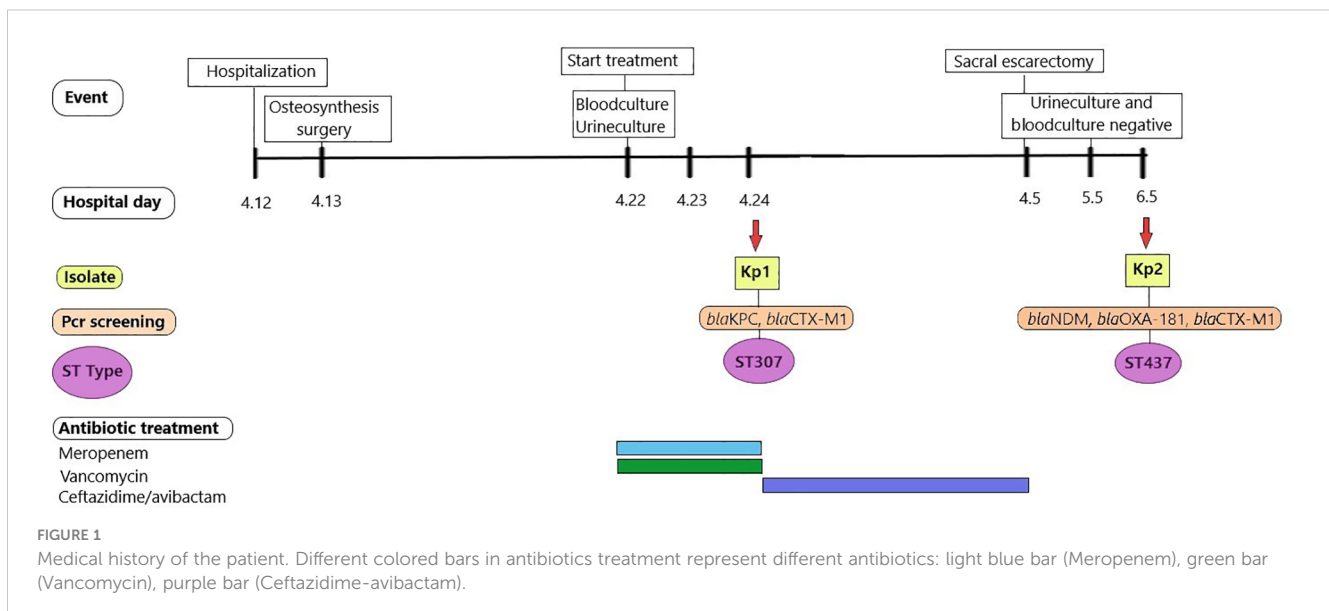 Event
Hospitalization
Osteosynthesis
surgery
Start treatment
Bloodculture
Urineculture
Sacral escarectomy
Urineculture and
bloodculture negative
Hospital day
4.12
4.13
4.22
4.23
4.24
4.5
5.5
6.5
Isolate
Kp1
Kp2
Pcr screening
blaKPC, blaCTX-M1
blaNDM, blaOXA-181, blaCTX-M1
ST Type
ST307
ST437
Antibiotic treatment
Meropenem
Vancomycin
Ceftazidime/avibactam
FIGURE 1
Medical history of the patient. Different colored bars in antibiotics treatment represent different antibiotics: light blue bar (Meropenem), green bar
(Vancomycin), purple bar (Ceftazidime-avibactam).